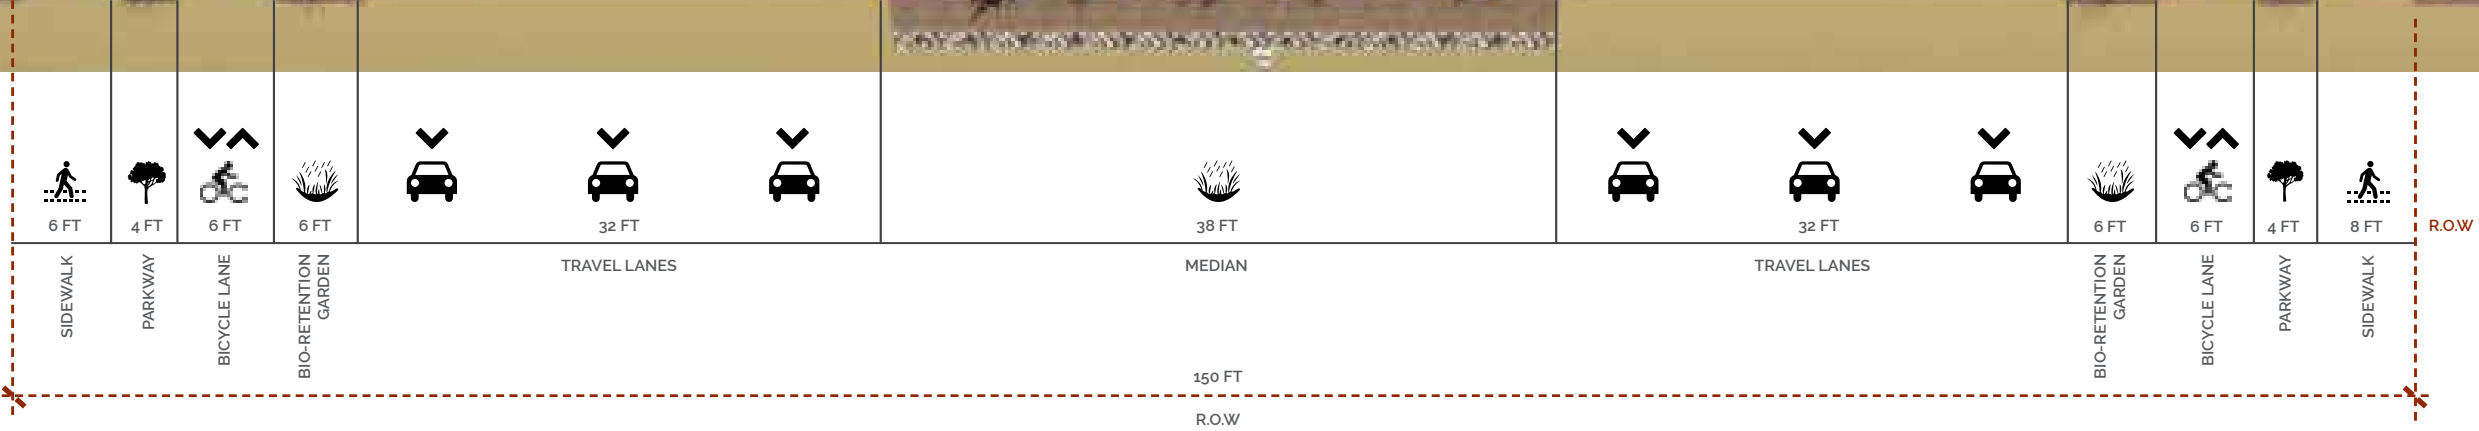 6 FT
4 FT
6 FT
6 FT
32 FT
38 FT
32 FT
6 FT
6 FT
4 FT
8 FT
R.O.W
SIDEWALK
PARKWAY
BICYCLE LANE
BIO-RETENTION
GARDEN
TRAVEL LANES
MEDIAN
TRAVEL LANES
BIO-RETENTION
GARDEN
BICYCLE LANE
PARKWAY
SIDEWALK
150 FT
R.O.W